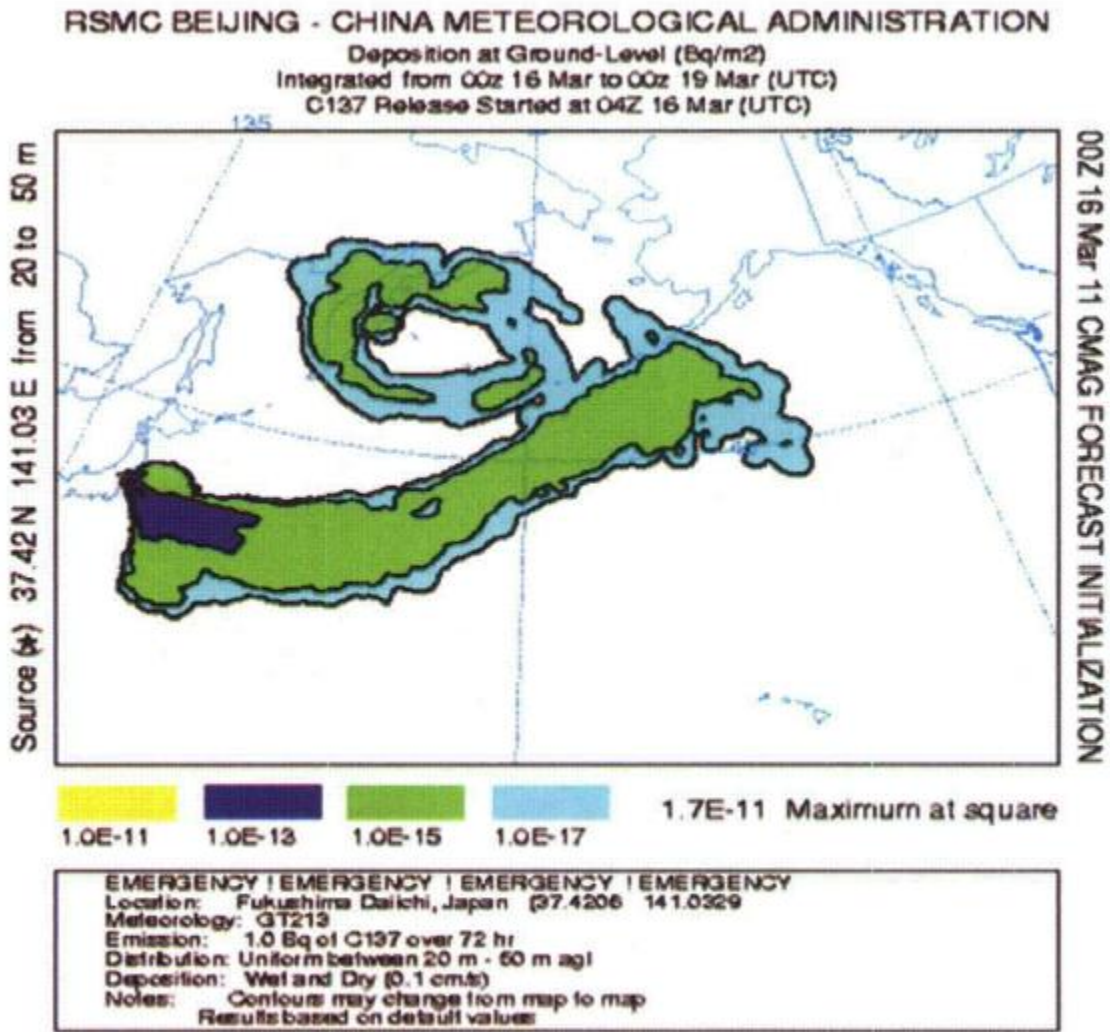 RSMC BEIJING - CHINA METEOROLOGICAL ADMINISTRATION
Deposition at Ground-Level (Bq/m2)
Integrated from 00z 16 Mar to 00z 19 Mar (UTC)
C137 Release Started at 04Z 16 Mar (UTC)
135
Source (★) 37.42 N 141.03 E from 20 to 50 m
00Z 16 Mar 11 CMAG FORECAST INITIALIZATION
1.0E-11 1.0E-13 1.0E-15 1.0E-17 1.7E-11 Maximum at square
EMERGENCY ! EMERGENCY ! EMERGENCY ! EMERGENCY
Location: Fukushima Daiichi, Japan (37.4206 141.0329
Meteorology: GT213
Emission: 1.0 Bq of C137 over 72 hr
Distribution: Uniform between 20 m - 50 m agl
Deposition: Wet and Dry (0.1 cm/s)
Notes: Contours may change from map to map
Results based on default values